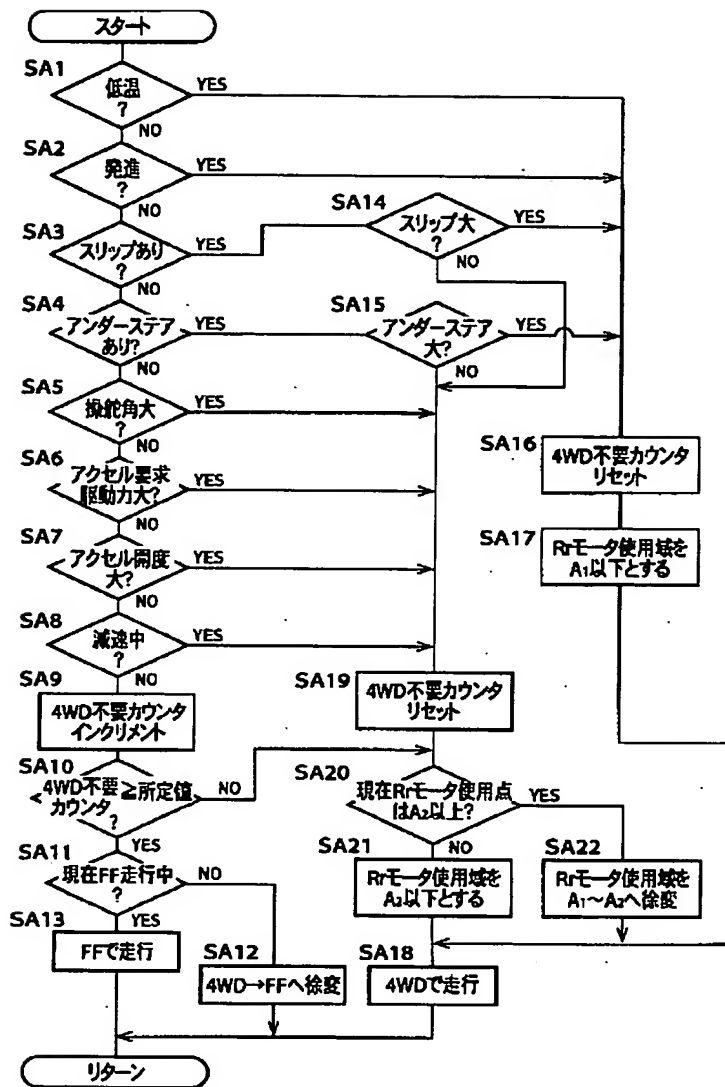 スタート
SA1
低温
?
YES
NO
SA2
発進
?
YES
NO
SA3
スリップあり
?
YES
NO
SA14
スリップ大
?
YES
NO
SA4
アンダーステア
あり?
YES
NO
SA15
アンダーステア
大?
YES
NO
SA5
操舵角大
?
YES
NO
SA6
アクセル要求
駆動力大?
YES
NO
SA7
アクセル開度
大?
YES
NO
SA8
減速中
?
YES
NO
SA16
4WD不要カウンタ
リセット
SA17
Rrモータ使用域を
A1以下とする
SA9
4WD不要カウンタ
インクリメント
SA19
4WD不要カウンタ
リセット
SA10
4WD不要
カウンタ
≧所定値
?
NO
YES
SA20
現在Rrモータ使用点
はA2以上?
YES
NO
SA11
現在FF走行中
?
NO
YES
SA21
Rrモータ使用域を
A2以下とする
SA22
Rrモータ使用域を
A1~A2へ徐変
SA13
FFで走行
SA12
4WD→FFへ徐変
SA18
4WDで走行
リターン